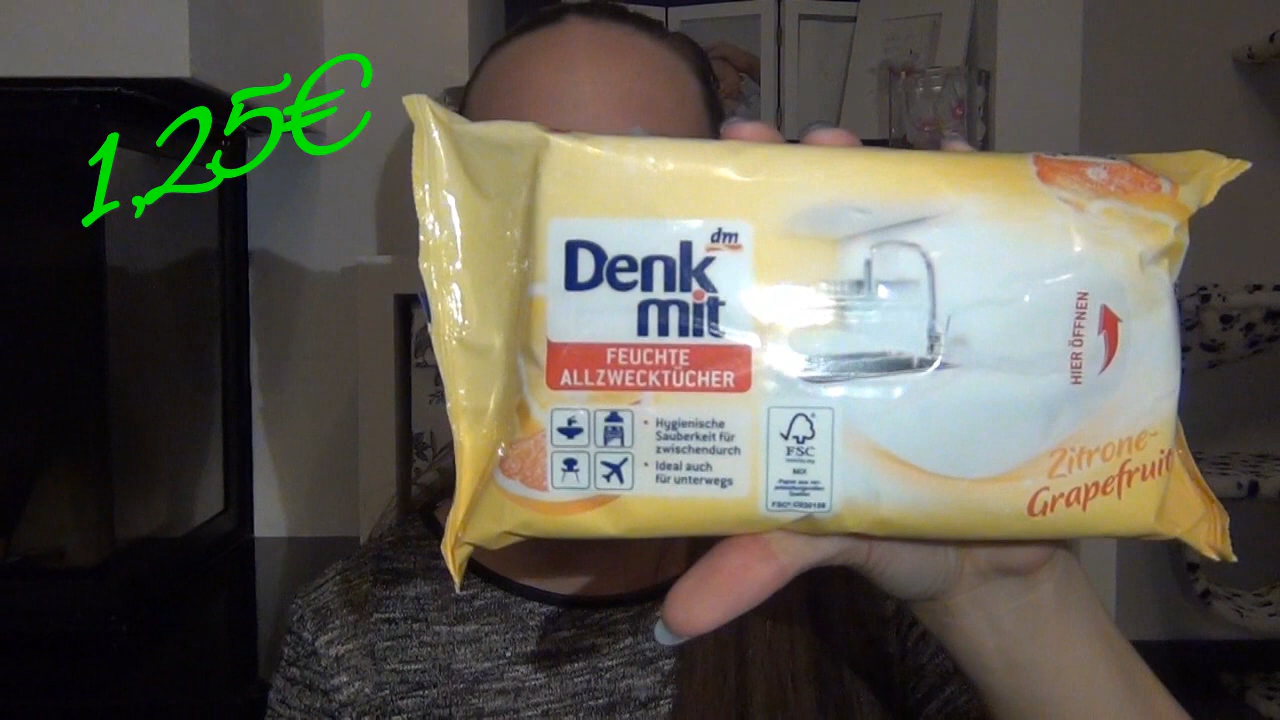 1,25€
dm
Denk
mit
FEUCHTE
ALLZWECKTÜCHER
• Hygienische
Sauberkeit für
zwischendurch
• Ideal auch
für unterwegs
FSC
MIX
HIER ÖFFNEN
Zitrone-
Grapefruit